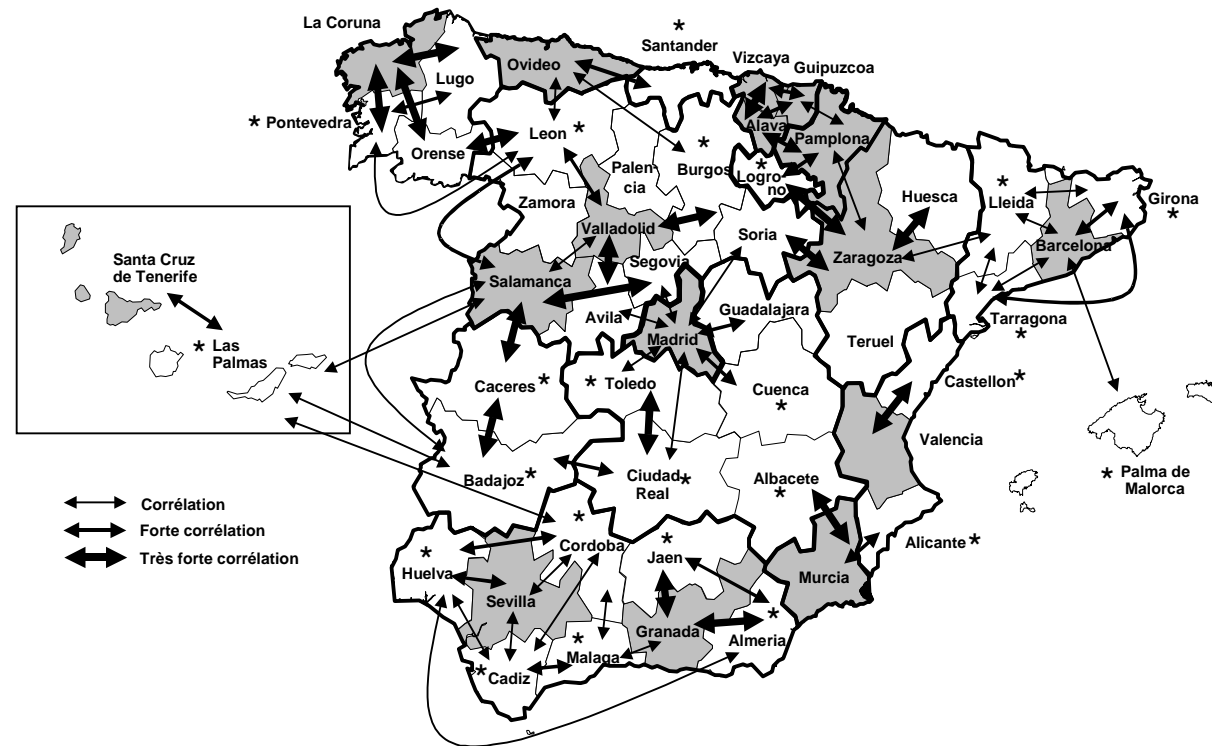 La Coruna
*
Santander
Vizcaya
Guipuzcoa
Ovideo
Lugo
* Pontevedra
Leon *
Alava
Pamplona
Orense
Palen-
cia
*
Burgos
*
Logro-
no
Huesca
*
Lleida
Girona
*
Zamora
Valladolid
Soria
Zaragoza
Barcelona
Santa Cruz
de Tenerife
Segovia
Salamanca
Guadalajara
Avila
Tarragona
*
* Las
Palmas
Madrid
Teruel
Castellon *
Caceres *
* Toledo
Cuenca
*
Valencia
Badajoz *
Ciudad
Real *
Albacete
*
* Palma de
Malorca
Corrélation
Forte corrélation
Très forte corrélation
*
Cordoba
*
Jaen
Alicante *
*
Huelva
Sevilla
Murcia
*
Almeria
Granada
*
Malaga
* Cadiz